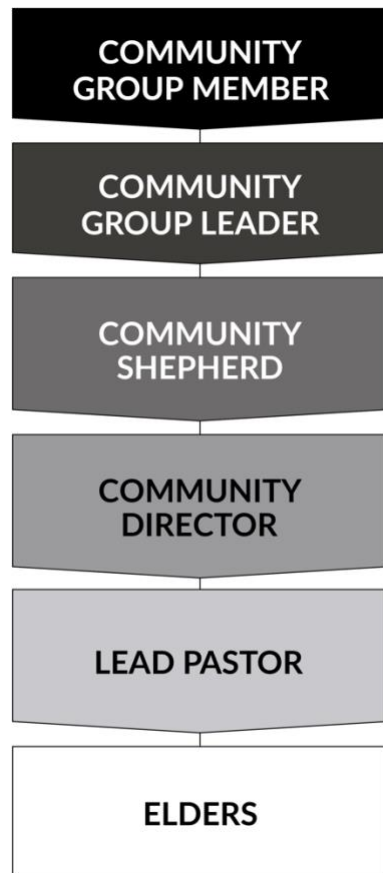 COMMUNITY
GROUP MEMBER
COMMUNITY
GROUP LEADER
COMMUNITY
SHEPHERD
COMMUNITY
DIRECTOR
LEAD PASTOR
ELDERS